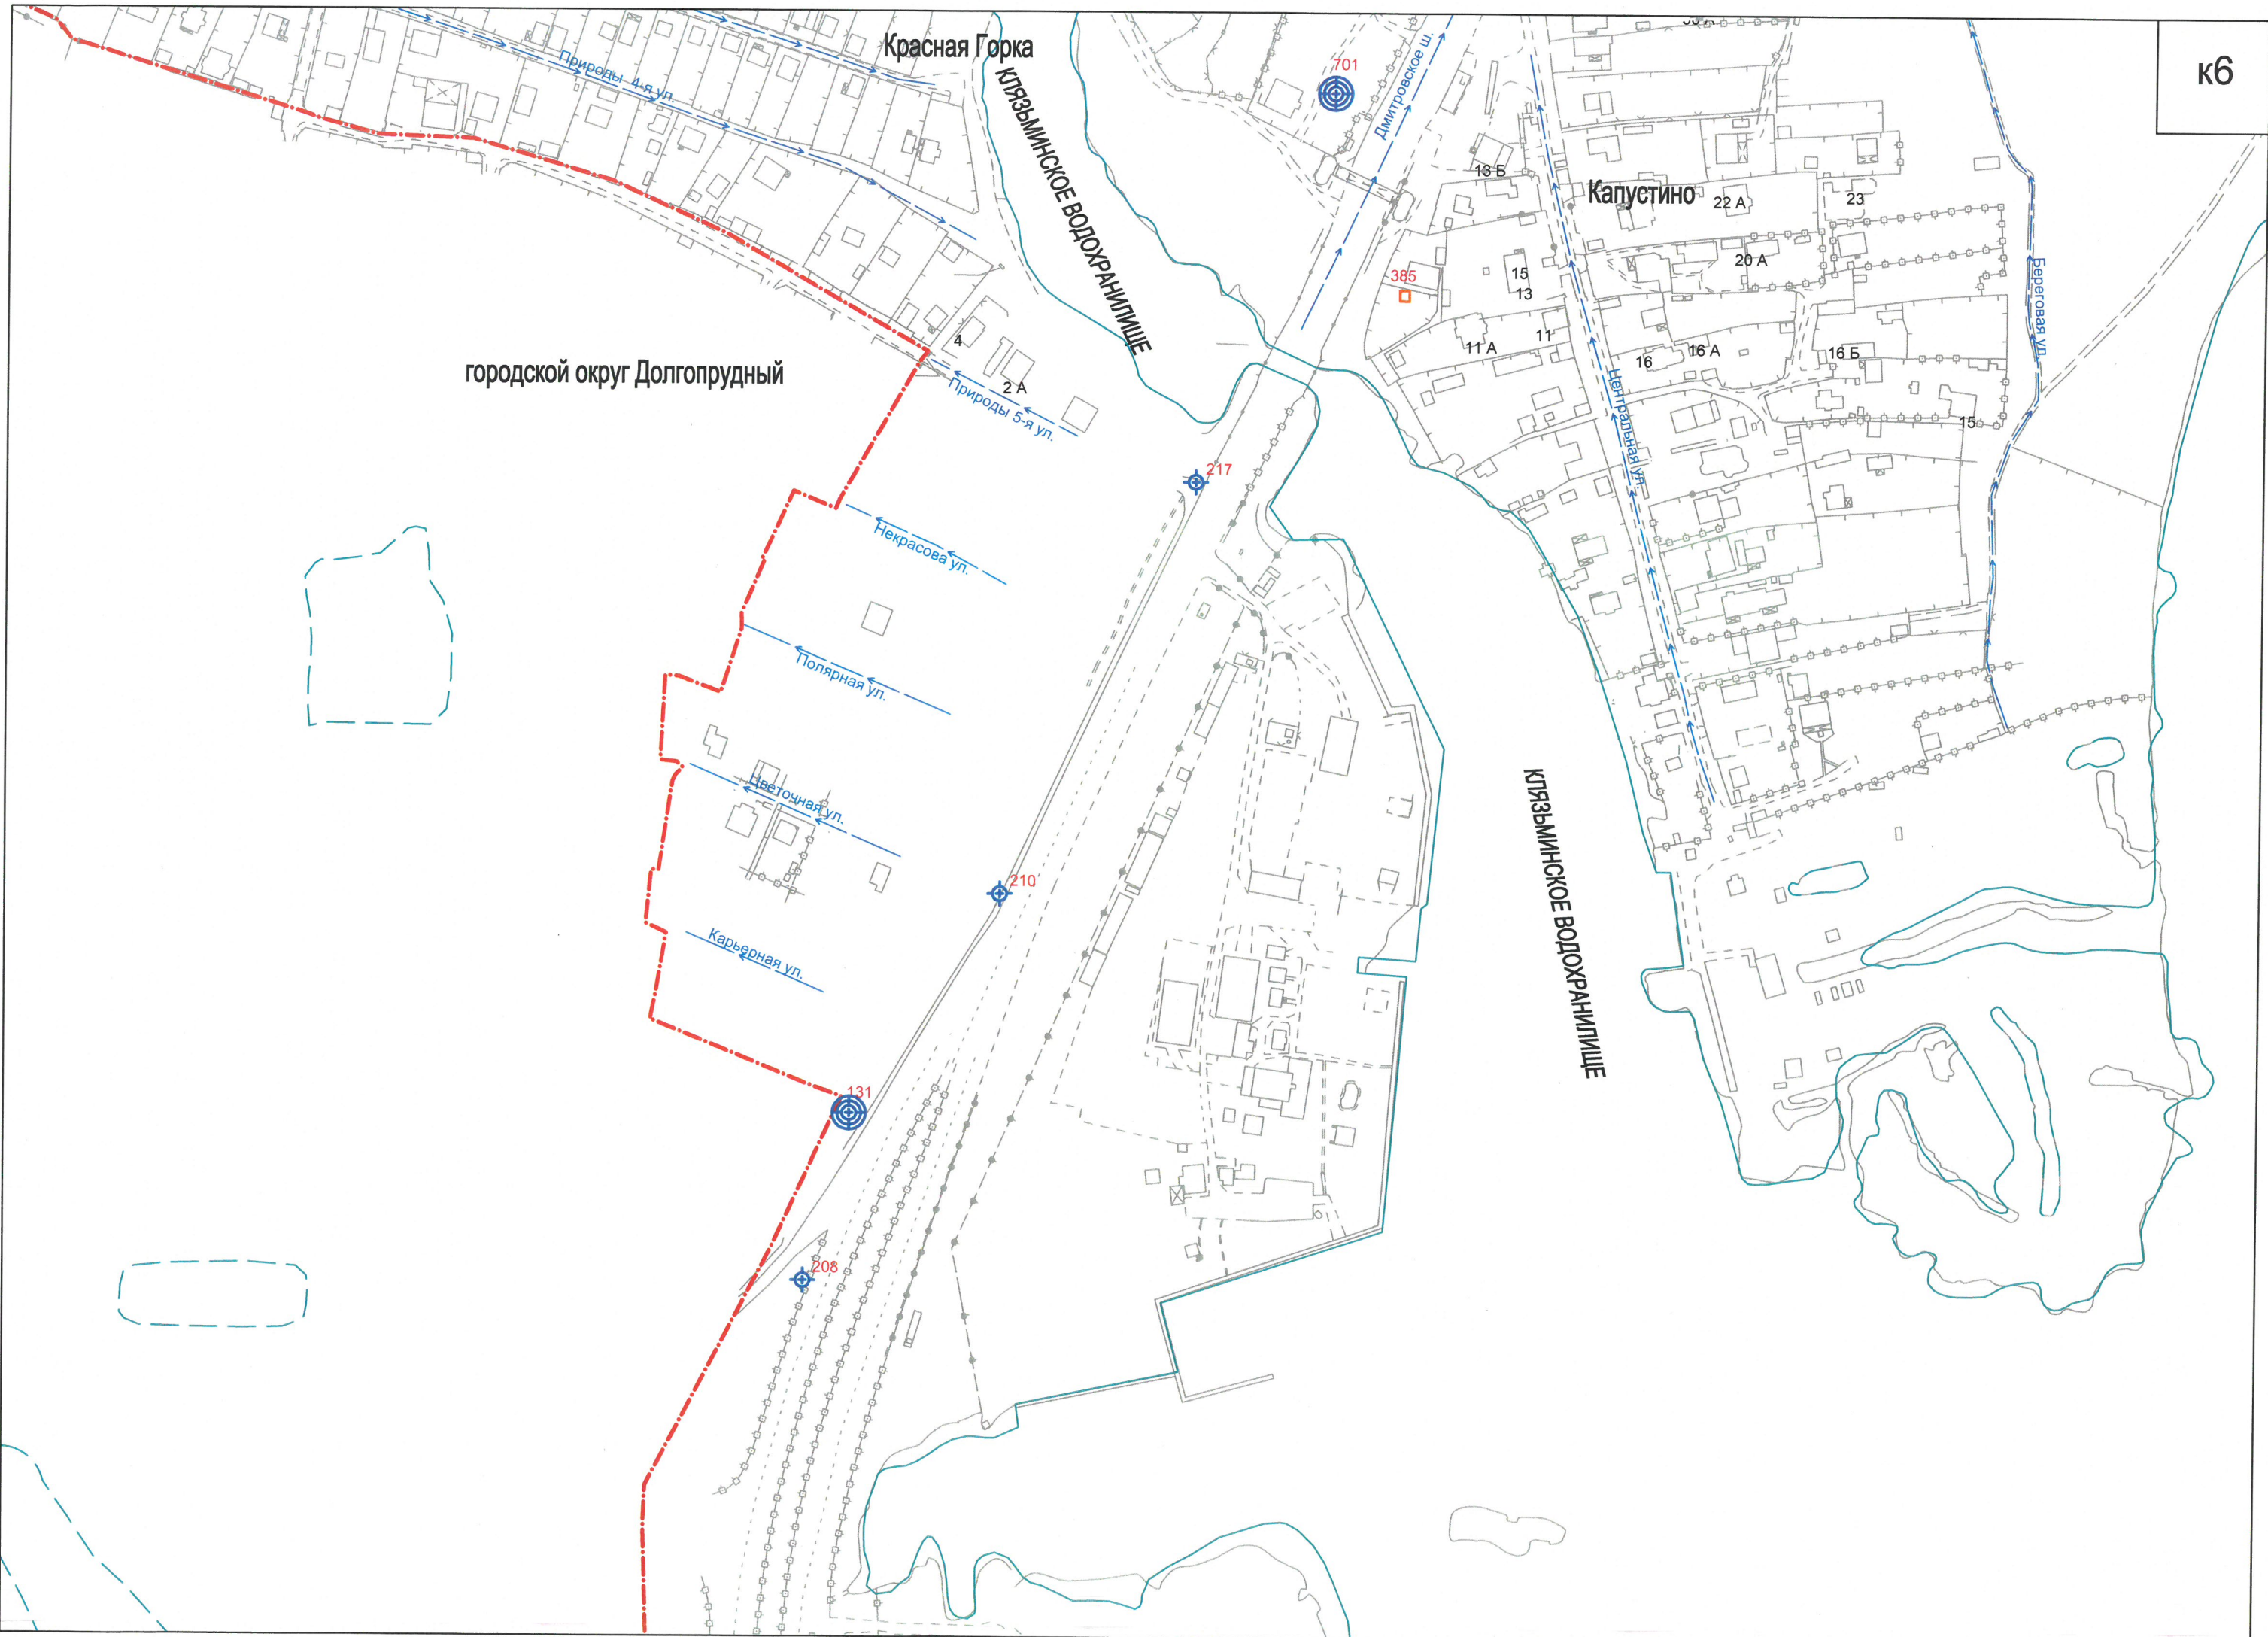 к6
Красная Горка
Природы 4-я ул.
КЛЯЗЬМИНСКОЕ ВОДОХРАНИЛИЩЕ
701
Дмитровское ш.
13 Б
Капустино
22 А
23
20 А
385
15
13
11
11 А
16
16 А
16 Б
15
Береговая ул.
Центральная ул.
городской округ Долгопрудный
4
2 А
Природы 5-я ул.
217
Некрасова ул.
Полярная ул.
Цветочная ул.
КЛЯЗЬМИНСКОЕ ВОДОХРАНИЛИЩЕ
210
Карьерная ул.
131
208